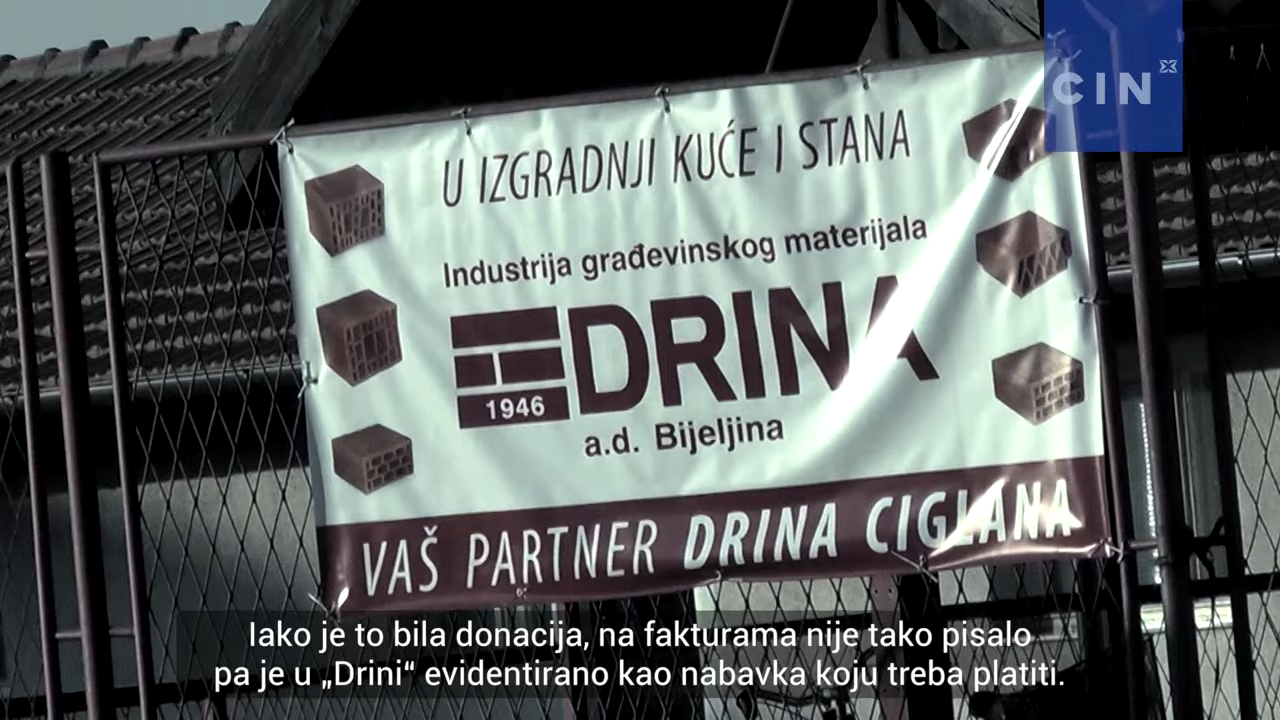 CIN
U IZGRADNJI KUĆE I STANA
Industrija građevinskog materijala
DRINA
1946
a.d. Bijeljina
VAŠ PARTNER DRINA CIGLANA
Iako je to bila donacija, na fakturama nije tako pisalo
pa je u „Drini“ evidentirano kao nabavka koju treba platiti.